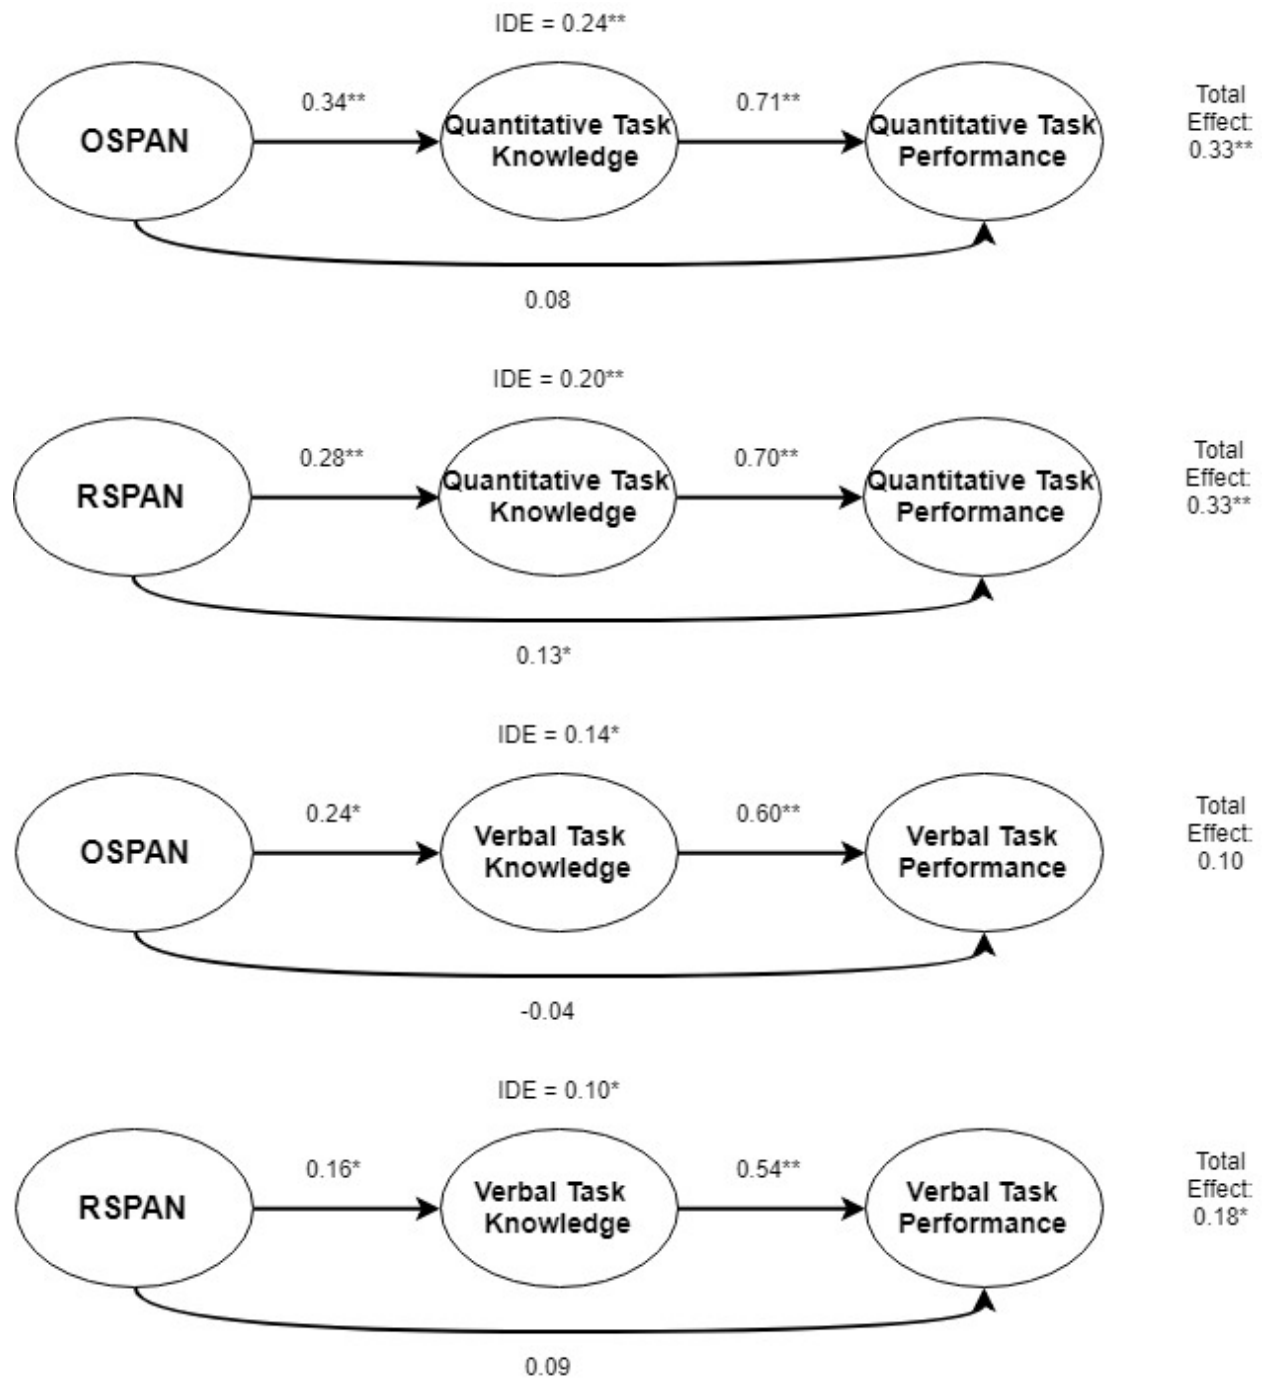 IDE = 0.24**
0.34**
0.71**
OSPAN
Quantitative Task
Knowledge
Quantitative Task
Performance
Total
Effect:
0.33**
0.08
IDE = 0.20**
0.28**
0.70**
RSPAN
Quantitative Task
Knowledge
Quantitative Task
Performance
Total
Effect:
0.33**
0.13*
IDE = 0.14*
0.24*
0.60**
OSPAN
Verbal Task
Knowledge
Verbal Task
Performance
Total
Effect:
0.10
-0.04
IDE = 0.10*
0.16*
0.54**
RSPAN
Verbal Task
Knowledge
Verbal Task
Performance
Total
Effect:
0.18*
0.09